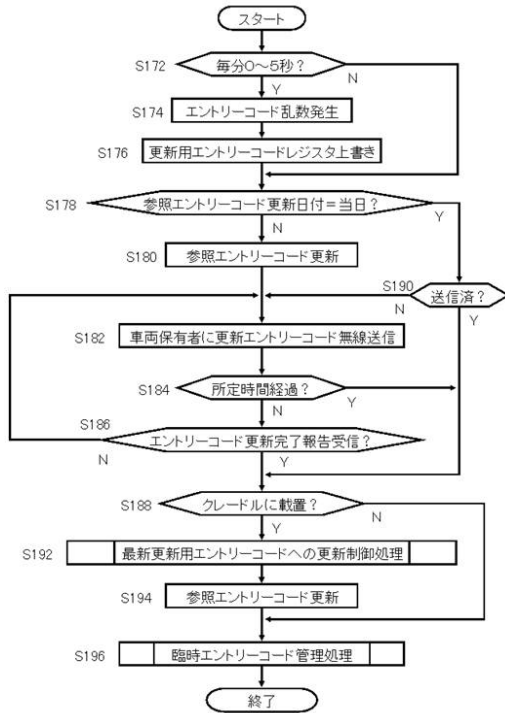 スタート
S172
毎分0～5秒？
N
Y
S174
エントリーコード乱数発生
S176
更新用エントリーコードレジスタ上書き
S178
参照エントリーコード更新日付＝当日？
Y
N
S180
参照エントリーコード更新
S190
送信済？
N
Y
S182
車両保有者に更新エントリーコード無線送信
S184
所定時間経過？
Y
N
S186
エントリーコード更新完了報告受信？
N
Y
S188
クレードルに載置？
N
Y
S192
最新更新用エントリーコードへの更新制御処理
S194
参照エントリーコード更新
S196
臨時エントリーコード管理処理
終了